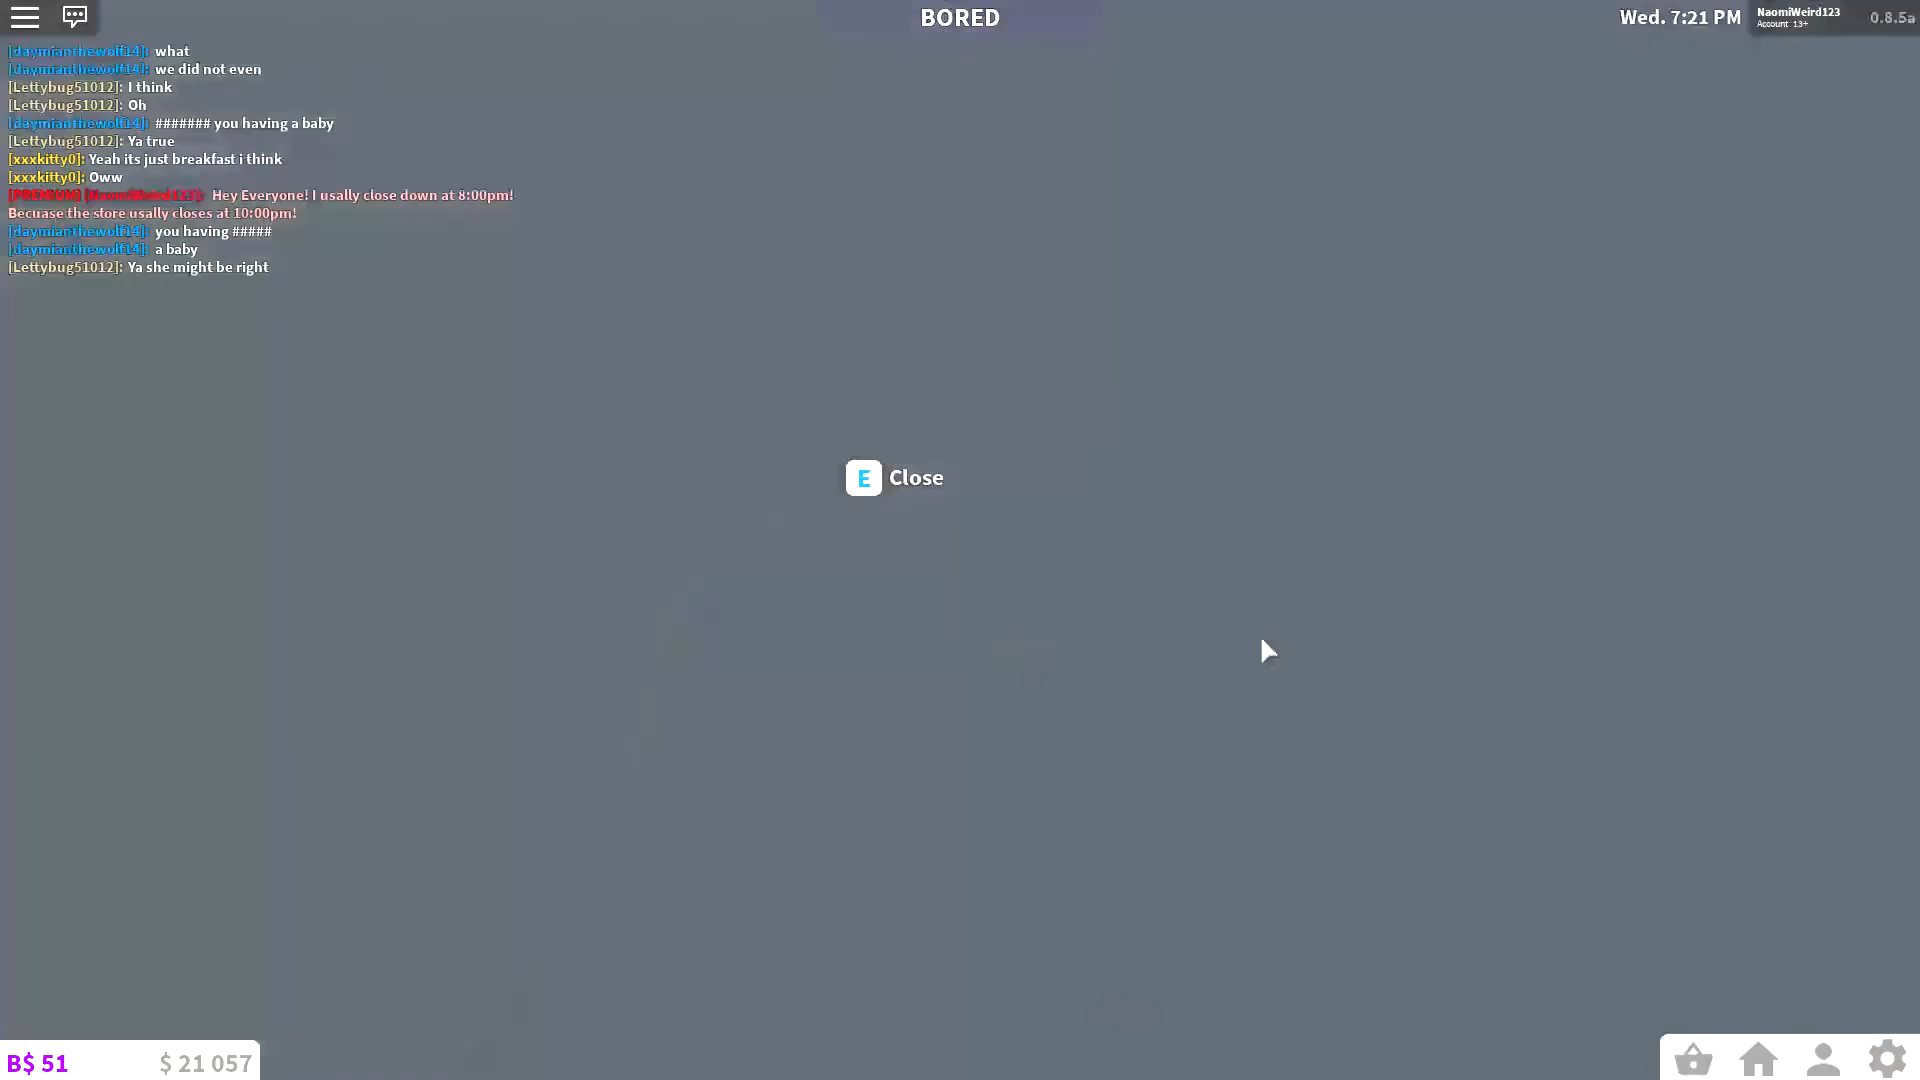 BORED
Wed. 7:21 PM
NaomiWeird123
Account: 13+
0.8.5a
[daymianthewolf14]: what
[daymianthewolf14]: we did not even
[Lettybug51012]: I think
[Lettybug51012]: Oh
[daymianthewolf14]: ####### you having a baby
[Lettybug51012]: Ya true
[xxxkitty0]: Yeah its just breakfast i think
[xxxkitty0]: Oww
[PREMIUM] [NaomiWeird123]: Hey Everyone! I usally close down at 8:00pm!
Becuase the store usally closes at 10:00pm!
[daymianthewolf14]: you having #####
[daymianthewolf14]: a baby
[Lettybug51012]: Ya she might be right
E Close
B$ 51
$ 21 057